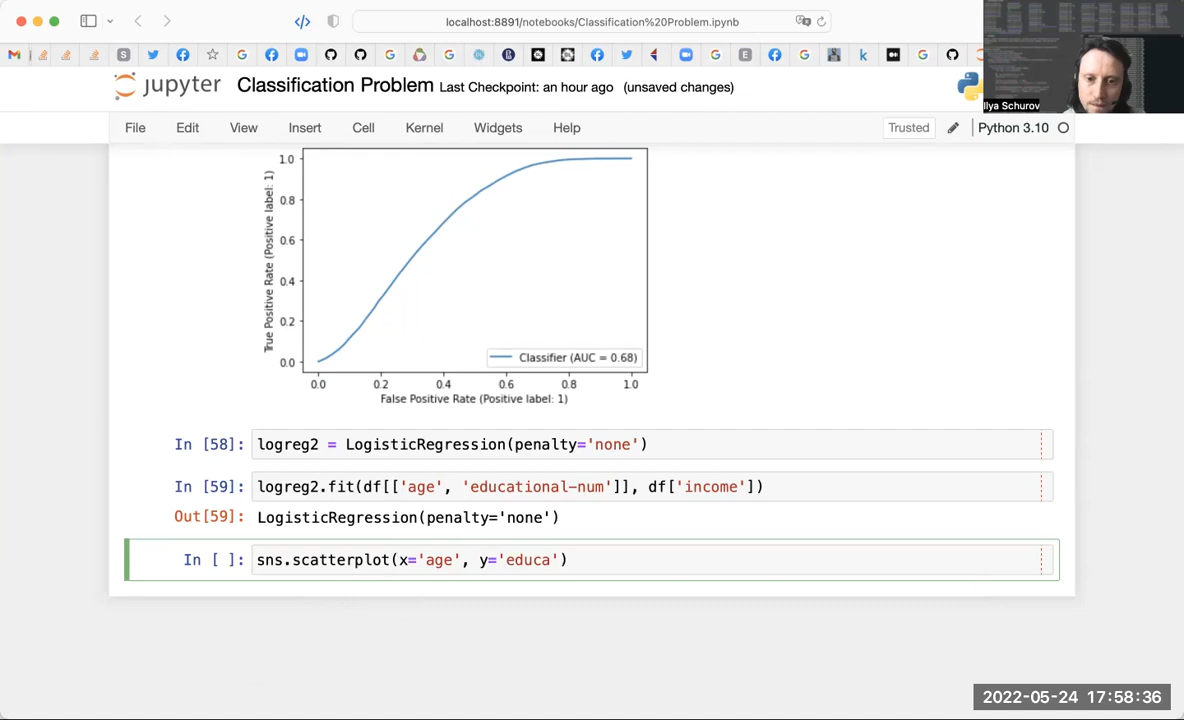 localhost:8891/notebooks/Classification%20Problem.ipynb
jupyter Classification Problem Last Checkpoint: an hour ago (unsaved changes)
Ilya Schurov
File Edit View Insert Cell Kernel Widgets Help
Trusted Python 3.10
1.0
0.8
0.6
0.4
0.2
0.0
True Positive Rate (Positive label: 1)
Classifier (AUC = 0.68)
0.0 0.2 0.4 0.6 0.8 1.0
False Positive Rate (Positive label: 1)
In [58]: logreg2 = LogisticRegression(penalty='none')
In [59]: logreg2.fit(df[['age', 'educational-num']], df['income'])
Out[59]: LogisticRegression(penalty='none')
In [ ]: sns.scatterplot(x='age', y='educa')
2022-05-24 17:58:36